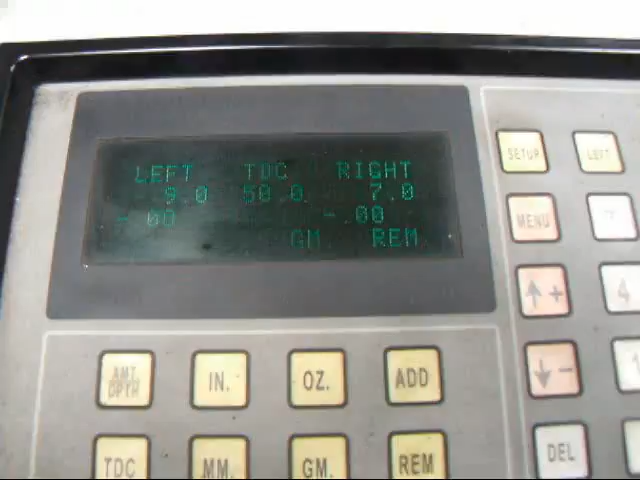 LEFT TDC RIGHT
9.0 50.0 7.0
-.00 -.00
GM. REM
SETUP LEFT
MENU
↑+ 4
↓-
DEL
AMT DPTH IN. OZ. ADD
TDC MM. GM. REM